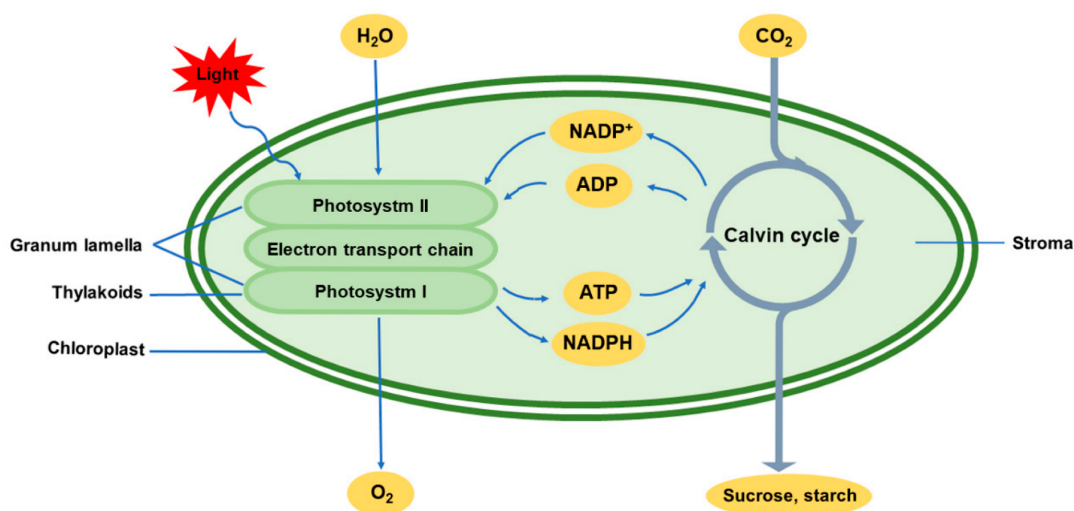 H₂O
CO₂
Light
NADP⁺
ADP
Photosystm II
Granum lamella
Electron transport chain
Calvin cycle
Stroma
Thylakoids
Photosystm I
ATP
Chloroplast
NADPH
O₂
Sucrose, starch